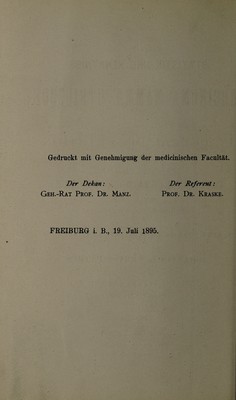 Gedruckt mit Genehmigung der medicinischen Facultät.
Der Dekan: Der Referent:
GEH.-RAT PROF. DR. MANZ. PROF. DR. KRASKE.
FREIBURG i. B., 19. Juli 1895.